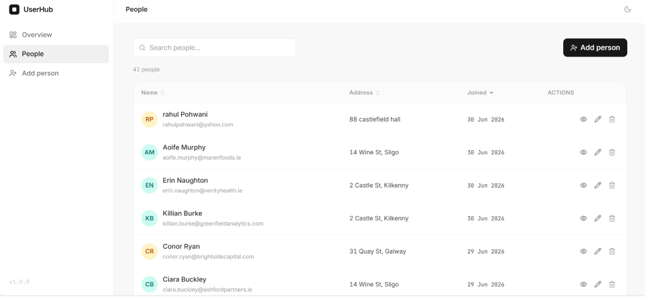 UserHub
People
Overview
People
Add person
Search people...
Add person
41 people
Name
Address
Joined
ACTIONS
RP
rahul Pohwani
rahulpahwani@yahoo.com
88 castlefield hall
30 Jun 2026
AM
Aoife Murphy
aoife.murphy@marenfoods.ie
14 Wine St, Sligo
30 Jun 2026
EN
Erin Naughton
erin.naughton@verityhealth.ie
2 Castle St, Kilkenny
30 Jun 2026
KB
Killian Burke
killian.burke@greenfieldanalytics.com
2 Castle St, Kilkenny
30 Jun 2026
CR
Conor Ryan
conor.ryan@brightsidecapital.com
31 Quay St, Galway
29 Jun 2026
CB
Ciara Buckley
ciara.buckley@ashfordpartners.ie
14 Wine St, Sligo
29 Jun 2026
v1.0.0